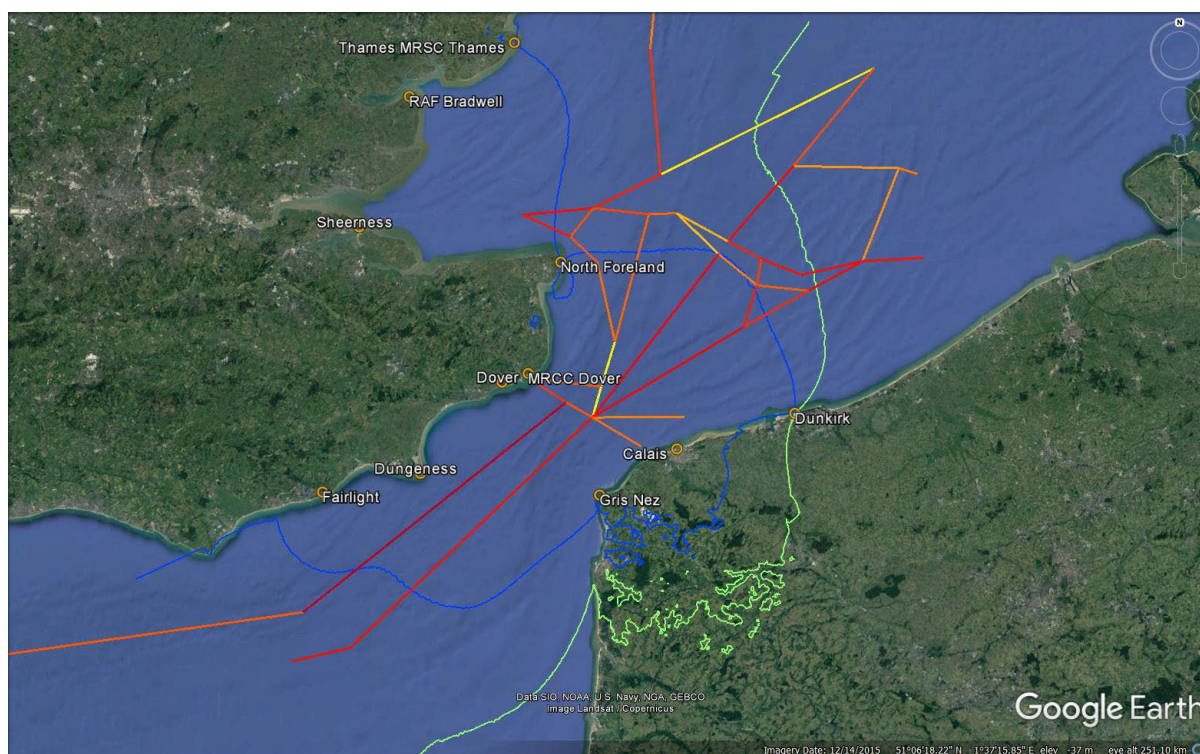 N
Thames MRSC Thames
RAF Bradwell
Sheerness
North Foreland
Dover MRCC Dover
Dunkirk
Calais
Dungeness
Fairlight
Gris Nez
Data SIO, NOAA, U.S. Navy, NGA, GEBCO
Image Landsat / Copernicus
Google Earth
Imagery Date: 12/14/2015 51°06'18.22" N 1°37'15.85" E elev -37 m eye alt 251.10 km